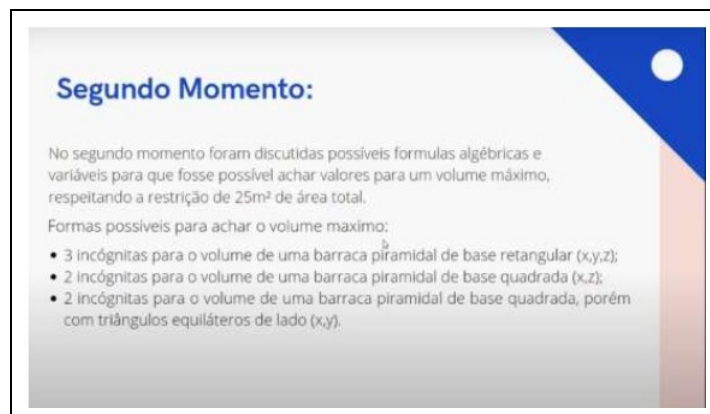 Segundo Momento:
No segundo momento foram discutidas possíveis formulas algébricas e
variáveis para que fosse possível achar valores para um volume máximo,
respeitando a restrição de 25m² de área total.
Formas possiveis para achar o volume maximo:
• 3 incógnitas para o volume de uma barraca piramidal de base retangular (x,y,z);
• 2 incógnitas para o volume de uma barraca piramidal de base quadrada (x,z);
• 2 incógnitas para o volume de uma barraca piramidal de base quadrada, porém
com triângulos equiláteros de lado (x,y).